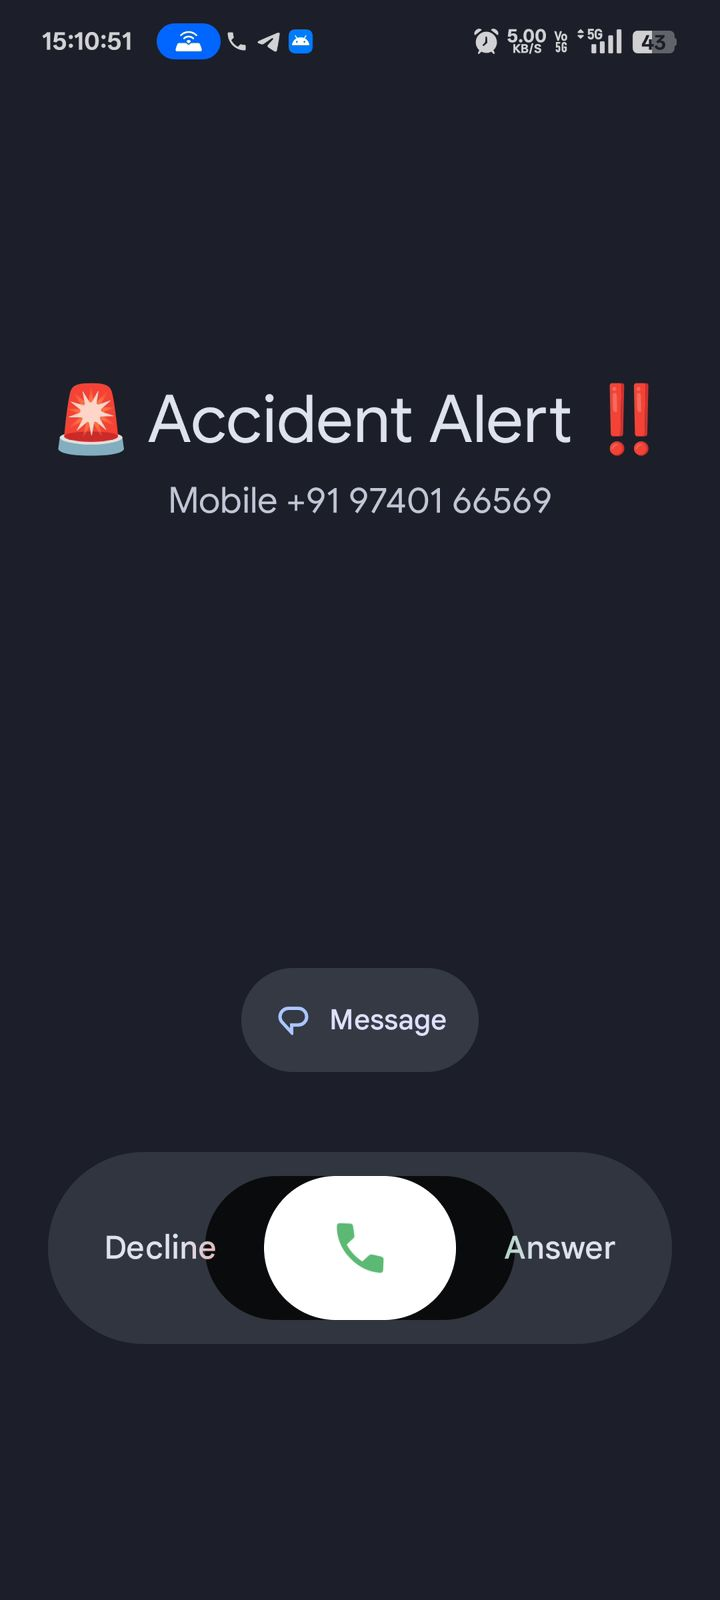 15:10:51 5.00 KB/S Vo 5G 5G 43
🚨 Accident Alert ‼️
Mobile +91 97401 66569
Message
Decline Answer